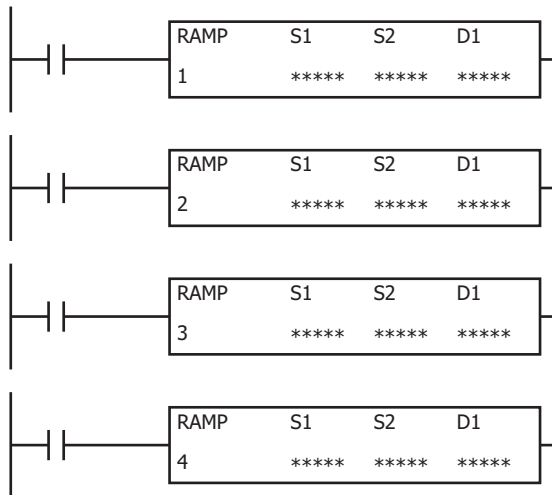 RAMP S1 S2 D1
1 ***** ***** *****
RAMP S1 S2 D1
2 ***** ***** *****
RAMP S1 S2 D1
3 ***** ***** *****
RAMP S1 S2 D1
4 ***** ***** *****